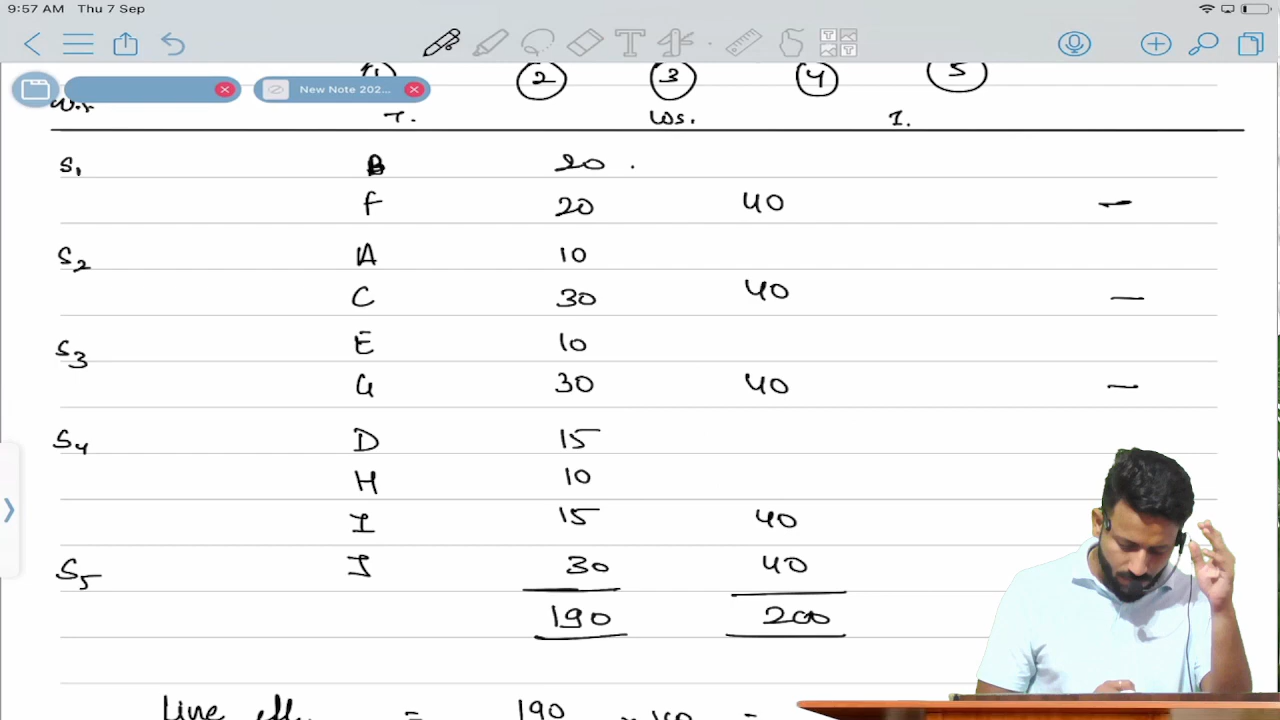 9:57 AM Thu 7 Sep
New Note 202...
2 3 4 5
T. Ws. I.
S1 B 20 .
F 20 40 —
S2 A 10
C 30 40 —
S3 E 10
G 30 40 —
S4 D 15
H 10
I 15 40
S5 J 30 40
190 200
Line = 190 =